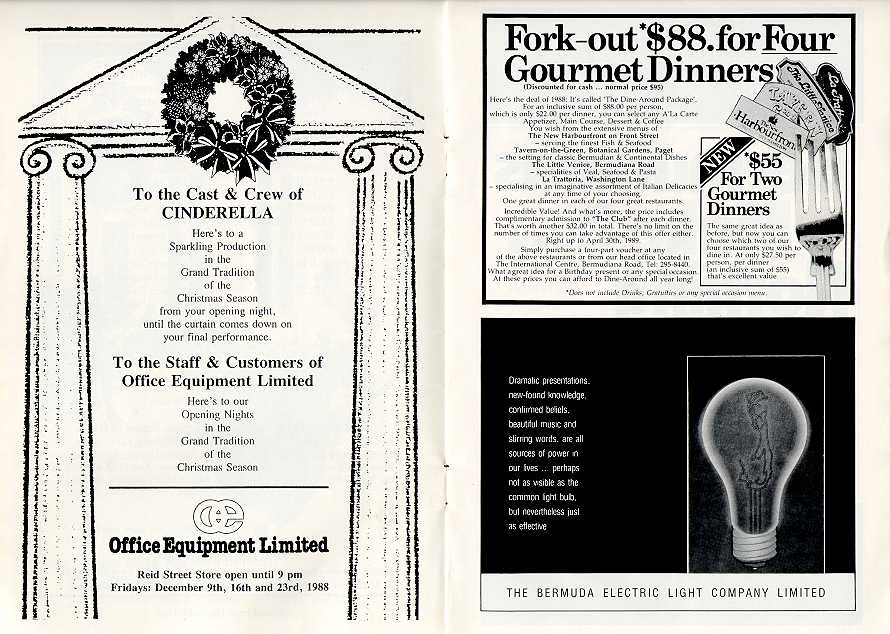 To the Cast & Crew of
CINDERELLA
Here's to a
Sparkling Production
in the
Grand Tradition
of the
Christmas Season
from your opening night,
until the curtain comes down on
your final performance.
To the Staff & Customers of
Office Equipment Limited
Here's to our
Opening Nights
in the
Grand Tradition
of the
Christmas Season
Office Equipment Limited
Reid Street Store open until 9 pm
Fridays: December 9th, 16th and 23rd, 1988
Fork-out *$88. for Four
Gourmet Dinners
(Discounted for cash ... normal price $95)
Here's the deal of 1988: It's called 'The Dine-Around Package'.
For an inclusive sum of $88.00 per person,
which is only $22.00 per dinner, you can select any A'La Carte
Appetizer, Main Course, Dessert & Coffee
You wish from the extensive menus of
The New Harbourfront on Front Street
– serving the finest Fish & Seafood
Tavern-on-the-Green, Botanical Gardens, Paget
– the setting for classic Bermudian & Continental Dishes
The Little Venice, Bermudiana Road
– specialities of Veal, Seafood & Pasta
La Trattoria, Washington Lane
– specialising in an imaginative assortment of Italian Delicacies
at any time of your choosing.
One great dinner in each of our four great restaurants.
Incredible Value! And what's more, the price includes
complimentary admission to "The Club" after each dinner.
That's worth another $32.00 in total. There's no limit on the
number of times you can take advantage of this offer either.
Right up to April 30th, 1989.
Simply purchase a four-part voucher at any
of the above restaurants or from our head office located in
The International Centre, Bermudiana Road, Tel: 295-8440.
What a great idea for a Birthday present or any special occasion.
At these prices you can afford to Dine-Around all year long!
*Does not include Drinks, Gratuities or any special occasion menu.
The Little Venice
Harbourfront
NEW
*$55
For Two
Gourmet
Dinners
The same great idea as
before, but now you can
choose which two of our
four restaurants you wish to
dine in. At only $27.50 per
person, per dinner
(an inclusive sum of $55)
that's excellent value
Dramatic presentations,
new-found knowledge,
confirmed beliefs,
beautiful music and
stirring words, are all
sources of power in
our lives ... perhaps
not as visible as the
common light bulb,
but nevertheless just
as effective
THE BERMUDA ELECTRIC LIGHT COMPANY LIMITED